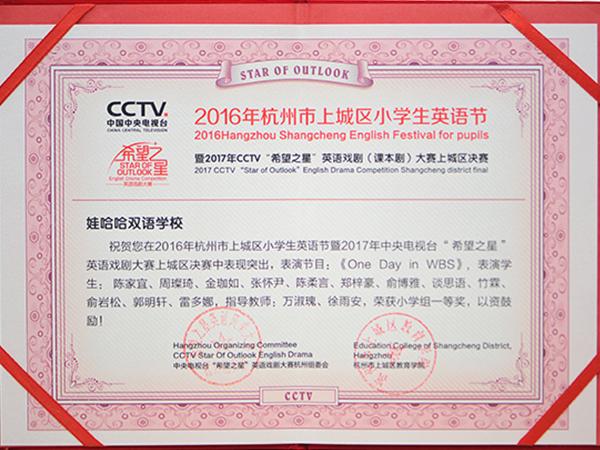 STAR OF OUTLOOK
CCTV.com
中国中央电视台
CHINA CENTRAL TELEVISION
希望之星
STAR OF OUTLOOK
English Drama Competition
英语戏剧大赛
2016年杭州市上城区小学生英语节
2016Hangzhou Shangcheng English Festival for pupils
暨2017年CCTV“希望之星”英语戏剧（课本剧）大赛上城区决赛
2017 CCTV “Star of Outlook” English Drama Competition Shangcheng district final
娃哈哈双语学校
祝贺您在2016年杭州市上城区小学生英语节暨2017年中央电视台“希望之星”
英语戏剧大赛上城区决赛中表现突出，表演节目：《One Day in WBS》，表演学
生：陈家宜、周璨琦、金珈如、张怀尹、陈柔言、郑梓豪、俞博雅、谈思语、竹霖、
俞岩松、郭明轩、雷多娜，指导教师：万淑瑰、徐雨安，荣获小学组一等奖，以资鼓
励！
Hangzhou Organizing Committee
CCTV Star Of Outlook English Drama
中央电视台“希望之星”英语戏剧大赛杭州组委会
Education College of Shangcheng District,
Hangzhou
杭州市上城区教育学院
CCTV